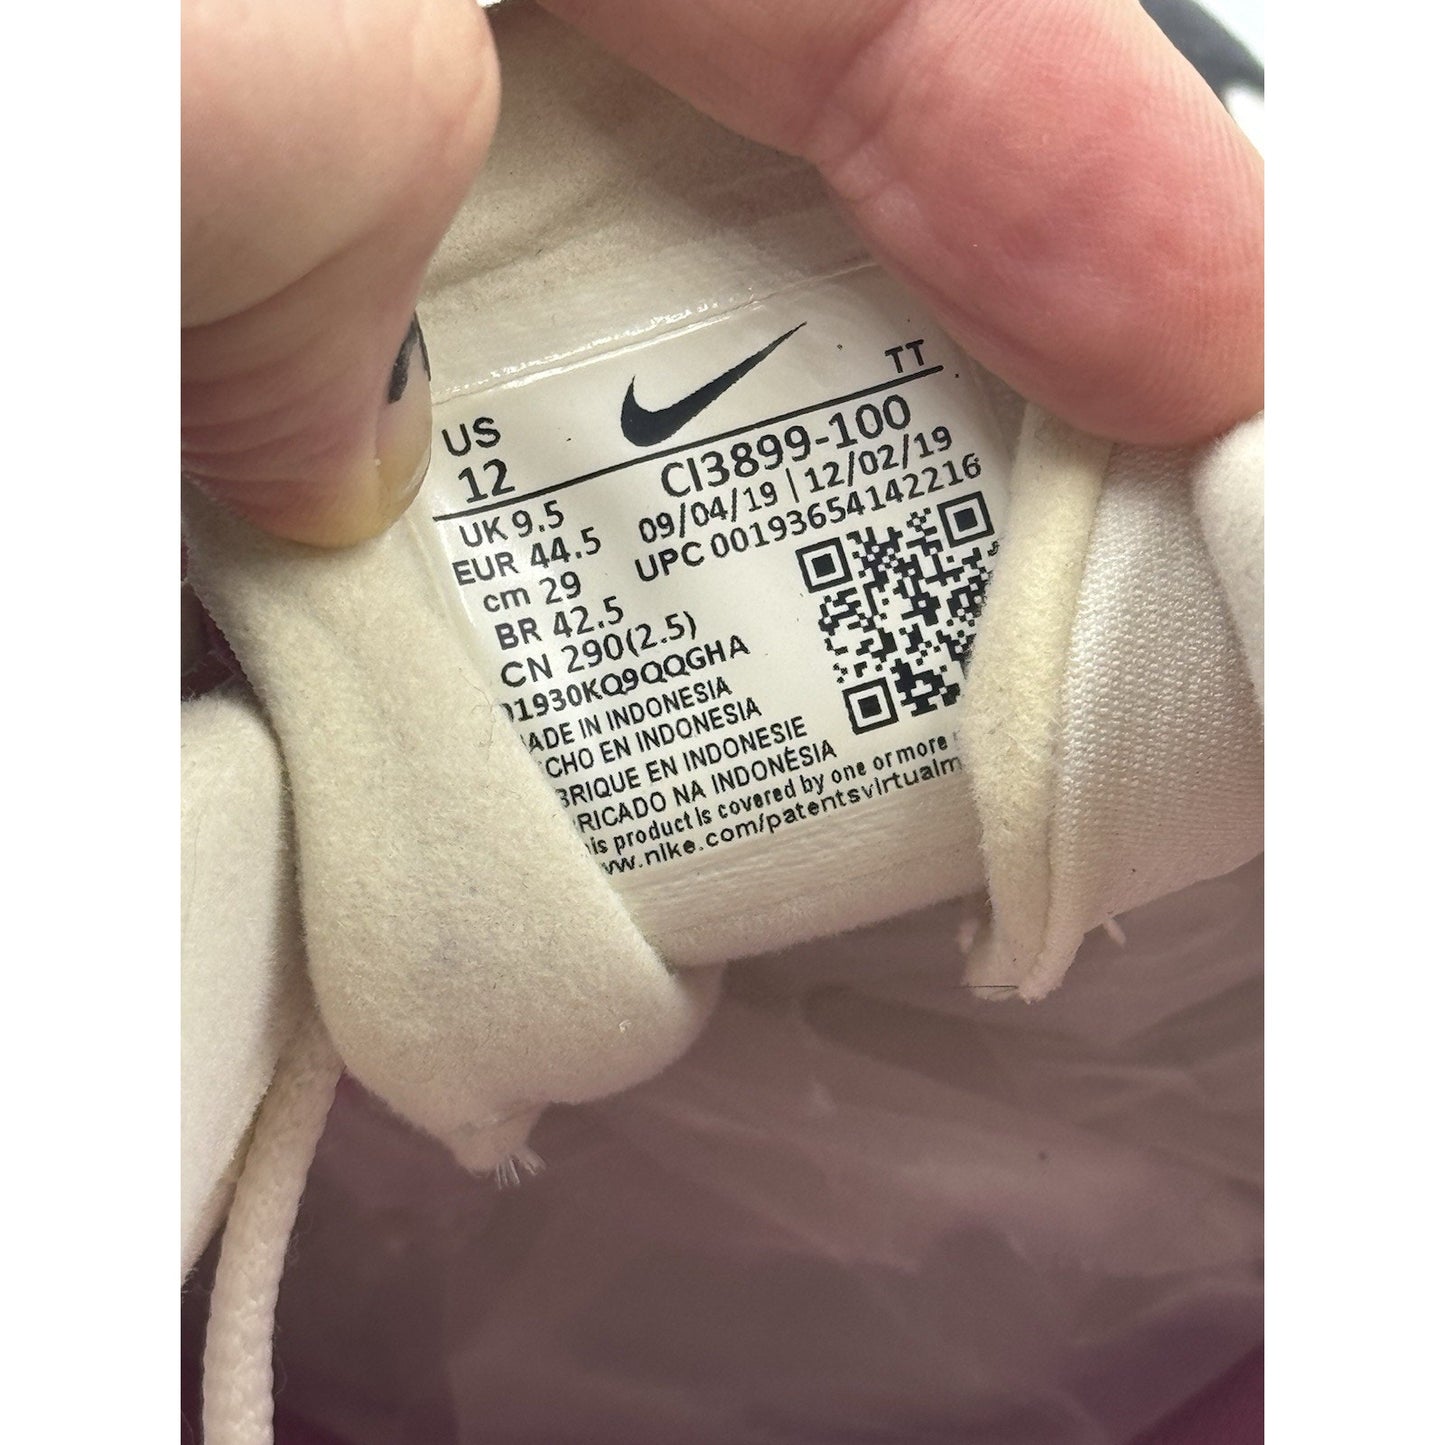 TT
US
12
CI3899-100
09/04/19 | 12/02/19
UPC 00193654142216
UK 9.5
EUR 44.5
cm 29
BR 42.5
CN 290(2.5)
1930KQ9QQGHA
ADE IN INDONESIA
CHO EN INDONESIA
BRIQUE EN INDONESIE
RICADO NA INDONÉSIA
is product is covered by one or more
ww.nike.com/patentsvirtualm